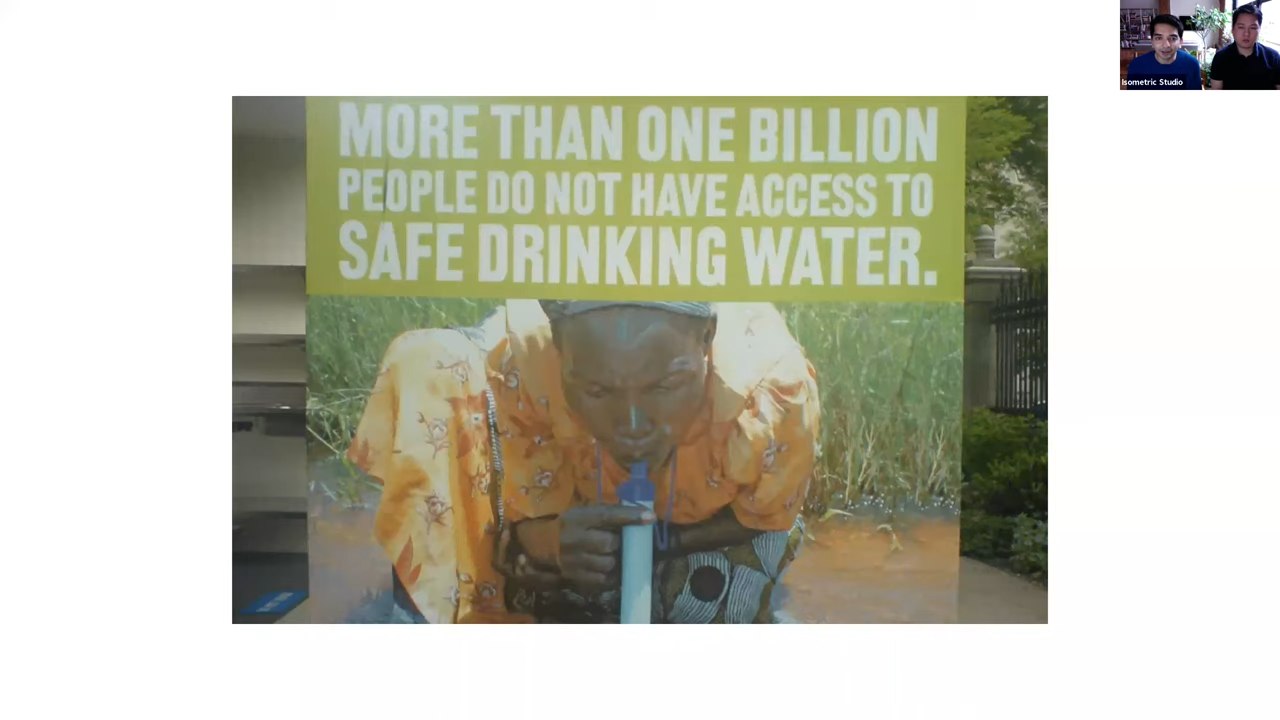 Isometric Studio
MORE THAN ONE BILLION
PEOPLE DO NOT HAVE ACCESS TO
SAFE DRINKING WATER.